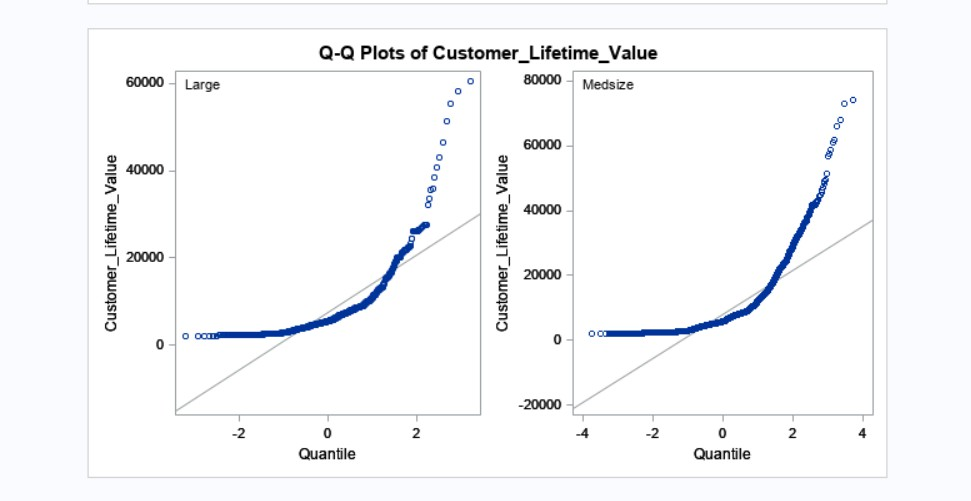 Q-Q Plots of Customer_Lifetime_Value
Large
60000
40000
20000
0
Customer_Lifetime_Value
-2
0
2
Quantile
Medsize
80000
60000
40000
20000
0
-20000
Customer_Lifetime_Value
-4
-2
0
2
4
Quantile